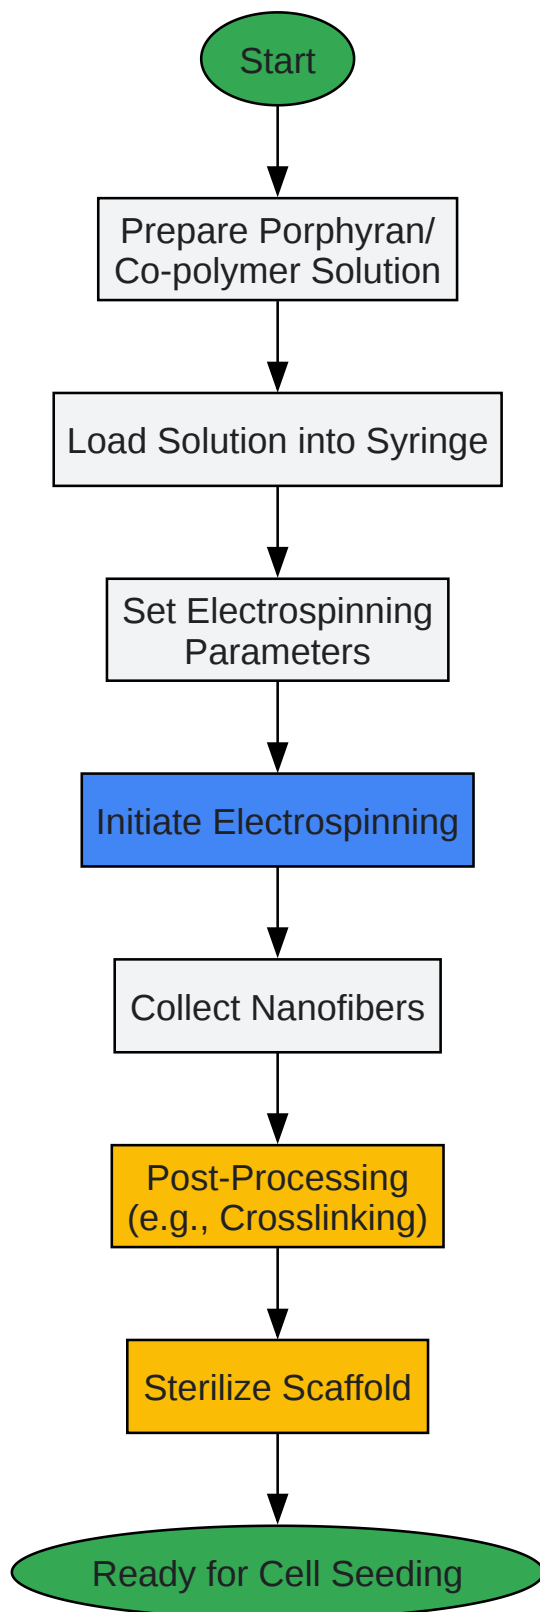 Start
Prepare Porphyran/
Co-polymer Solution
Load Solution into Syringe
Set Electrospinning
Parameters
Initiate Electrospinning
Collect Nanofibers
Post-Processing
(e.g., Crosslinking)
Sterilize Scaffold
Ready for Cell Seeding